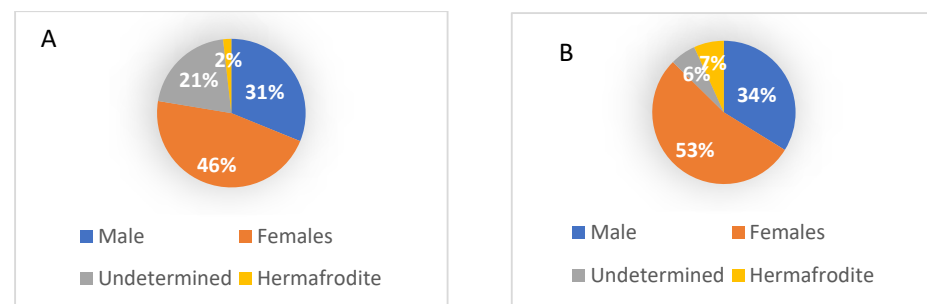 A
2%
21%
31%
46%
Male
Females
Undetermined
Hermafrodite
B
7%
6%
34%
53%
Male
Females
Undetermined
Hermafrodite